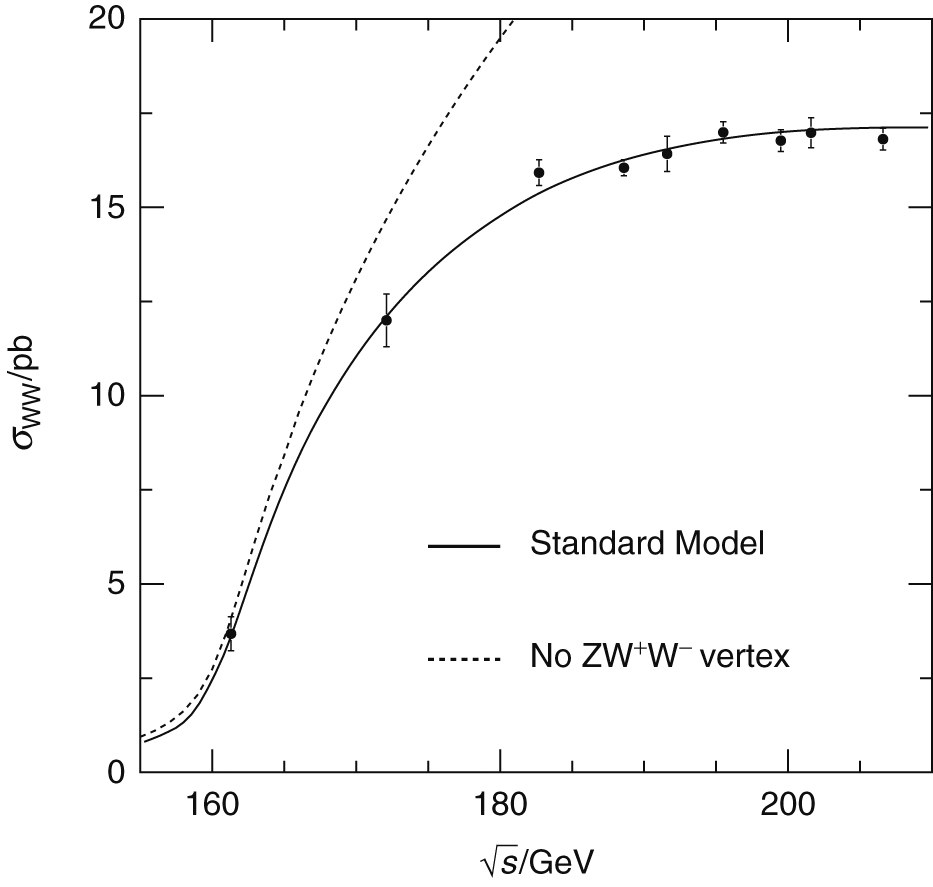 20
15
10
5
0
σWW/pb
Standard Model
No ZW⁺W⁻ vertex
160 180 200
√s/GeV